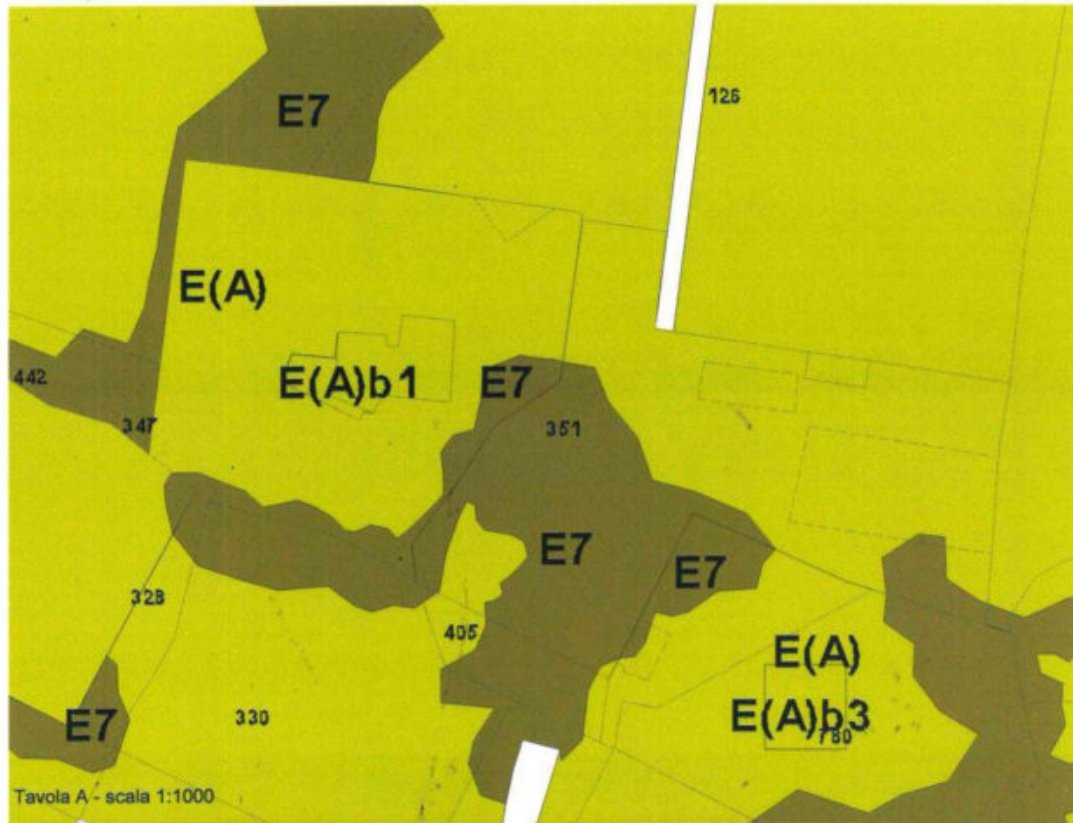 E7
126
E(A)
E(A)b1
E7
442
347
351
E7
E7
328
405
E(A)
E(A)b3
780
E7
330
Tavola A - scala 1:1000